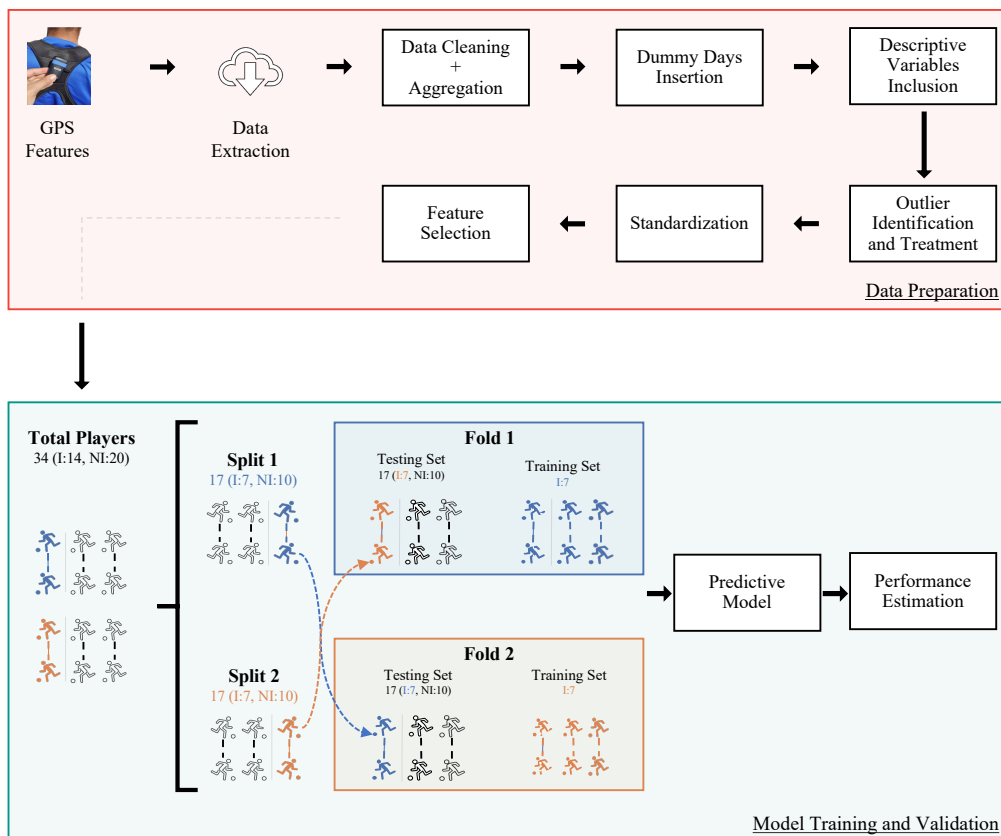 GPS
Features
Data
Extraction
Data Cleaning
+
Aggregation
Dummy Days
Insertion
Descriptive
Variables
Inclusion
Feature
Selection
Standardization
Outlier
Identification
and Treatment
Data Preparation
Total Players
34 (I:14, NI:20)
Split 1
17 (I:7, NI:10)
Fold 1
Testing Set
17 (I:7, NI:10)
Training Set
I:7
Predictive
Model
Performance
Estimation
Split 2
17 (I:7, NI:10)
Fold 2
Testing Set
17 (I:7, NI:10)
Training Set
I:7
Model Training and Validation